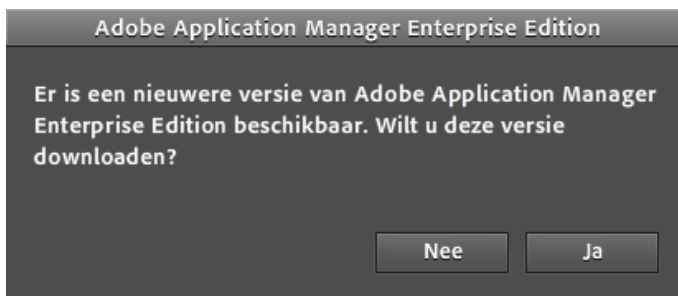 Adobe Application Manager Enterprise Edition
Er is een nieuwere versie van Adobe Application Manager
Enterprise Edition beschikbaar. Wilt u deze versie
downloaden?
Nee
Ja